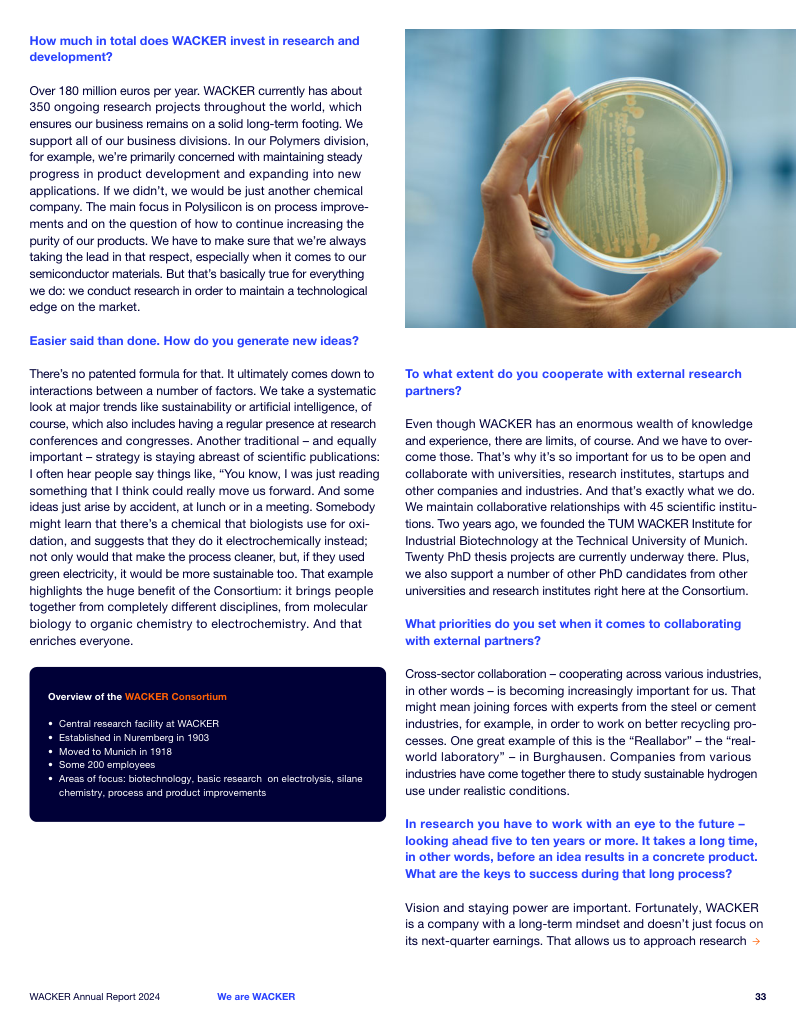 How much in total does WACKER invest in research and
development?
Over 180 million euros per year. WACKER currently has about
350 ongoing research projects throughout the world, which
ensures our business remains on a solid long-term footing. We
support all of our business divisions. In our Polymers division,
for example, we’re primarily concerned with maintaining steady
progress in product development and expanding into new
applications. If we didn’t, we would be just another chemical
company. The main focus in Polysilicon is on process improve-
ments and on the question of how to continue increasing the
purity of our products. We have to make sure that we’re always
taking the lead in that respect, especially when it comes to our
semiconductor materials. But that’s basically true for everything
we do: we conduct research in order to maintain a technological
edge on the market.
Easier said than done. How do you generate new ideas?
There’s no patented formula for that. It ultimately comes down to
interactions between a number of factors. We take a systematic
look at major trends like sustainability or artificial intelligence, of
course, which also includes having a regular presence at research
conferences and congresses. Another traditional – and equally
important – strategy is staying abreast of scientific publications:
I often hear people say things like, “You know, I was just reading
something that I think could really move us forward. And some
ideas just arise by accident, at lunch or in a meeting. Somebody
might learn that there’s a chemical that biologists use for oxi-
dation, and suggests that they do it electrochemically instead;
not only would that make the process cleaner, but, if they used
green electricity, it would be more sustainable too. That example
highlights the huge benefit of the Consortium: it brings people
together from completely different disciplines, from molecular
biology to organic chemistry to electrochemistry. And that
enriches everyone.
Overview of the WACKER Consortium
• Central research facility at WACKER
• Established in Nuremberg in 1903
• Moved to Munich in 1918
• Some 200 employees
• Areas of focus: biotechnology, basic research on electrolysis, silane
chemistry, process and product improvements
To what extent do you cooperate with external research
partners?
Even though WACKER has an enormous wealth of knowledge
and experience, there are limits, of course. And we have to over-
come those. That’s why it’s so important for us to be open and
collaborate with universities, research institutes, startups and
other companies and industries. And that’s exactly what we do.
We maintain collaborative relationships with 45 scientific institu-
tions. Two years ago, we founded the TUM WACKER Institute for
Industrial Biotechnology at the Technical University of Munich.
Twenty PhD thesis projects are currently underway there. Plus,
we also support a number of other PhD candidates from other
universities and research institutes right here at the Consortium.
What priorities do you set when it comes to collaborating
with external partners?
Cross-sector collaboration – cooperating across various industries,
in other words – is becoming increasingly important for us. That
might mean joining forces with experts from the steel or cement
industries, for example, in order to work on better recycling pro-
cesses. One great example of this is the “Reallabor” – the “real-
world laboratory” – in Burghausen. Companies from various
industries have come together there to study sustainable hydrogen
use under realistic conditions.
In research you have to work with an eye to the future –
looking ahead five to ten years or more. It takes a long time,
in other words, before an idea results in a concrete product.
What are the keys to success during that long process?
Vision and staying power are important. Fortunately, WACKER
is a company with a long-term mindset and doesn’t just focus on
its next-quarter earnings. That allows us to approach research →
WACKER Annual Report 2024
We are WACKER
33